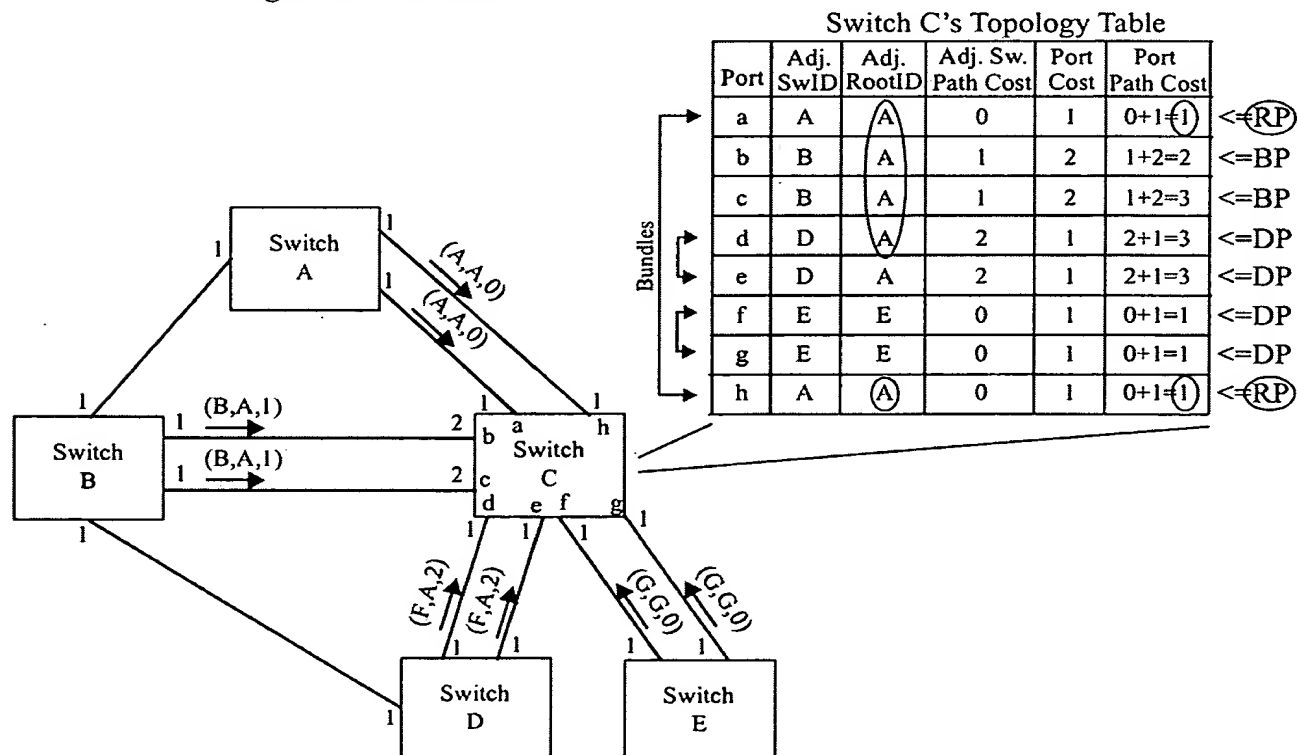 Switch C's Topology Table
Port | Adj. SwID | Adj. RootID | Adj. Sw. Path Cost | Port Cost | Port Path Cost
a | A | A | 0 | 1 | 0+1=1 <=RP
b | B | A | 1 | 2 | 1+2=2 <=BP
c | B | A | 1 | 2 | 1+2=3 <=BP
d | D | A | 2 | 1 | 2+1=3 <=DP
e | D | A | 2 | 1 | 2+1=3 <=DP
f | E | E | 0 | 1 | 0+1=1 <=DP
g | E | E | 0 | 1 | 0+1=1 <=DP
h | A | A | 0 | 1 | 0+1=1 <=RP
Bundles
Switch A
1
1
1
(A,A,0)
(A,A,0)
1
1
1
Switch B
1
1
1
(B,A,1)
(B,A,1)
2
2
a h
b
c
d e f g
Switch C
1
1
1
1
(F,A,2)
(F,A,2)
(G,G,0)
(G,G,0)
1
1
1
1
1
Switch D
Switch E